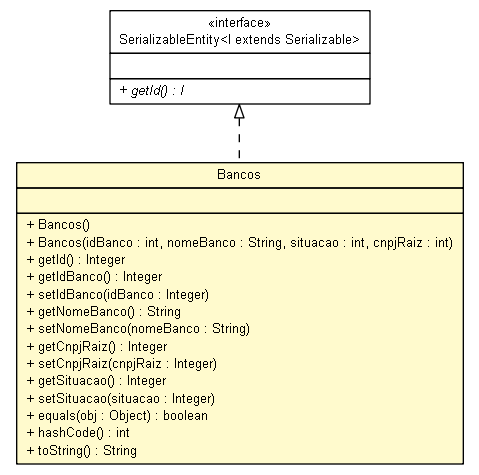 «interface»
SerializableEntity<I extends Serializable>
+ getId() : I
Bancos
+ Bancos()
+ Bancos(idBanco : int, nomeBanco : String, situacao : int, cnpjRaiz : int)
+ getId() : Integer
+ getIdBanco() : Integer
+ setIdBanco(idBanco : Integer)
+ getNomeBanco() : String
+ setNomeBanco(nomeBanco : String)
+ getCnpjRaiz() : Integer
+ setCnpjRaiz(cnpjRaiz : Integer)
+ getSituacao() : Integer
+ setSituacao(situacao : Integer)
+ equals(obj : Object) : boolean
+ hashCode() : int
+ toString() : String